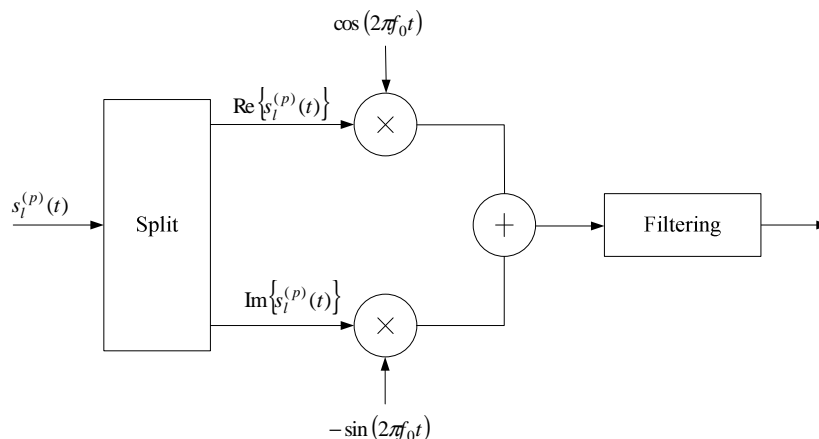 cos(2πf₀t)
Re{s_l^(p)(t)}
×
s_l^(p)(t)
Split
+
Filtering
Im{s_l^(p)(t)}
×
−sin(2πf₀t)